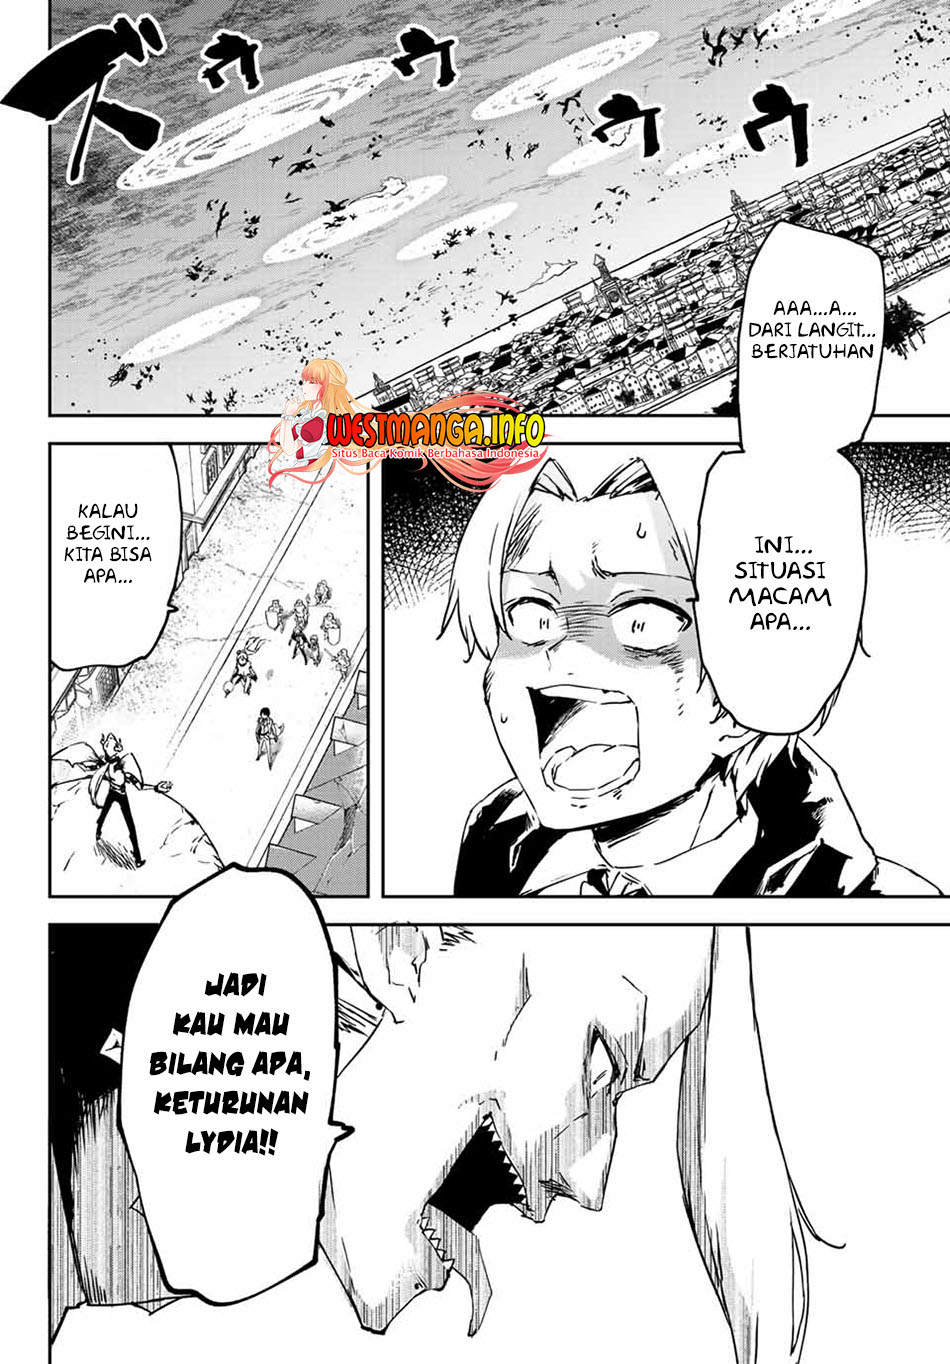 ズウウウウ
AAA...A...
DARI LANGIT...
BERJATUHAN
WESTMANGA.INFO
Situs Baca Komik Berbahasa Indonesia
INI...
SITUASI
MACAM
APA...
KALAU
BEGINI...
KITA BISA
APA...
JADI
KAU MAU
BILANG APA,
KETURUNAN
LYDIA!!